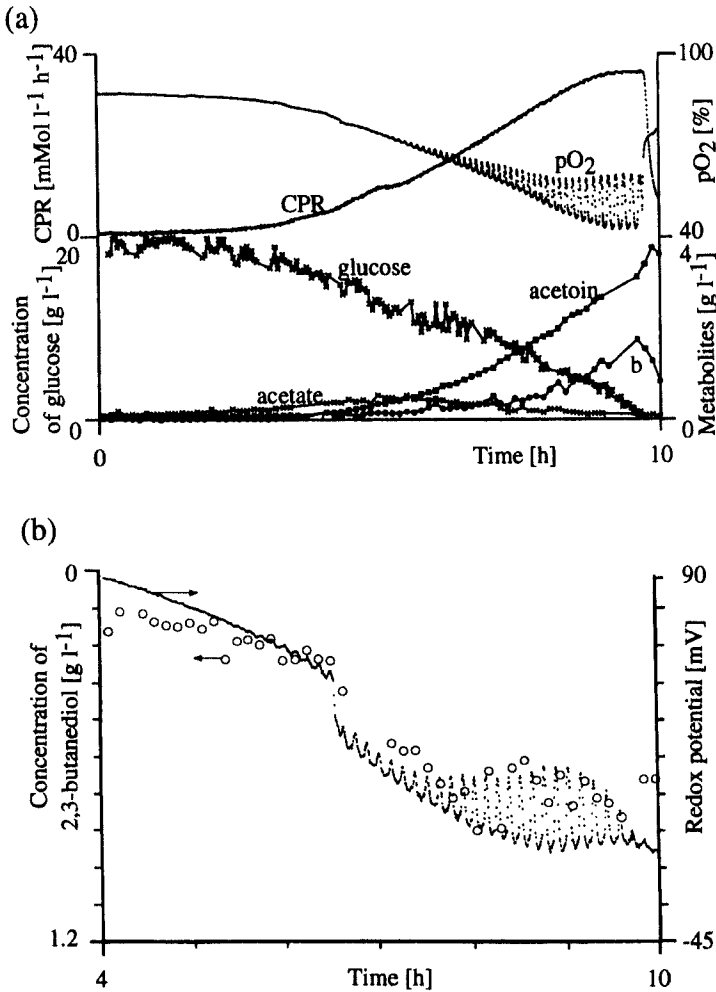 (a)
40
100
CPR [mMol l⁻¹ h⁻¹]
pO₂ [%]
pO₂
CPR
0
40
20
4
glucose
acetoin
Concentration
of glucose [g l⁻¹]
Metabolites [g l⁻¹]
acetate
b
0
0
0
Time [h]
10
(b)
0
90
Concentration of
2,3-butanediol [g l⁻¹]
Redox potential [mV]
1.2
-45
4
Time [h]
10